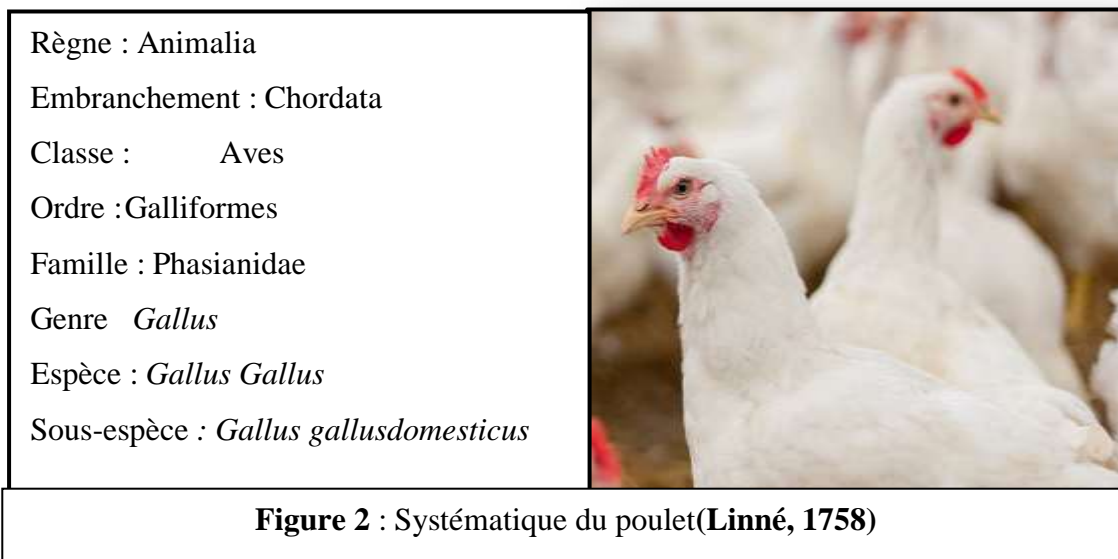 Règne : Animalia
Embranchement : Chordata
Classe : Aves
Ordre :Galliformes
Famille : Phasianidae
Genre Gallus
Espèce : Gallus Gallus
Sous-espèce : Gallus gallusdomesticus
Figure 2 : Systématique du poulet(Linné, 1758)